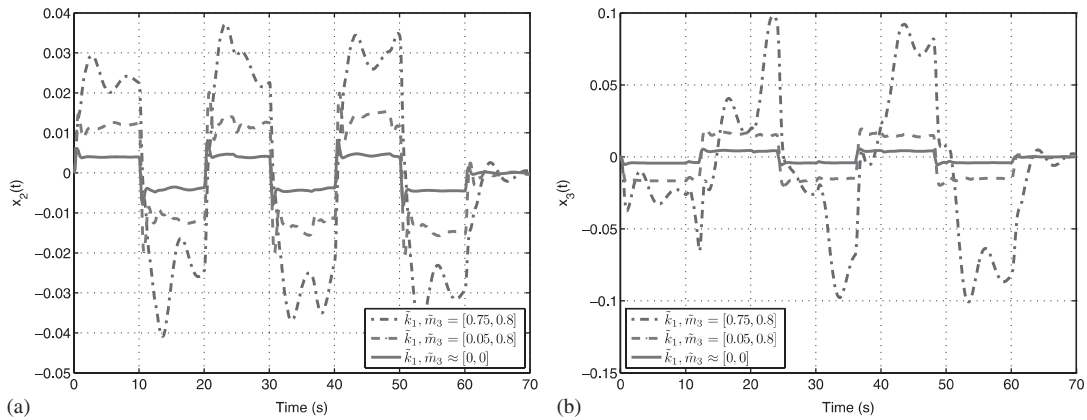 0.04
0.03
0.02
0.01
0
−0.01
−0.02
−0.03
−0.04
−0.05
x₂(t)
k̃₁, m̃₃ = [0.75, 0.8]
k̃₁, m̃₃ = [0.05, 0.8]
k̃₁, m̃₃ ≈ [0, 0]
0 10 20 30 40 50 60 70
Time (s)
(a)
0.1
0.05
0
−0.05
−0.1
−0.15
x₃(t)
k̃₁, m̃₃ = [0.75, 0.8]
k̃₁, m̃₃ = [0.05, 0.8]
k̃₁, m̃₃ ≈ [0, 0]
0 10 20 30 40 50 60 70
Time (s)
(b)